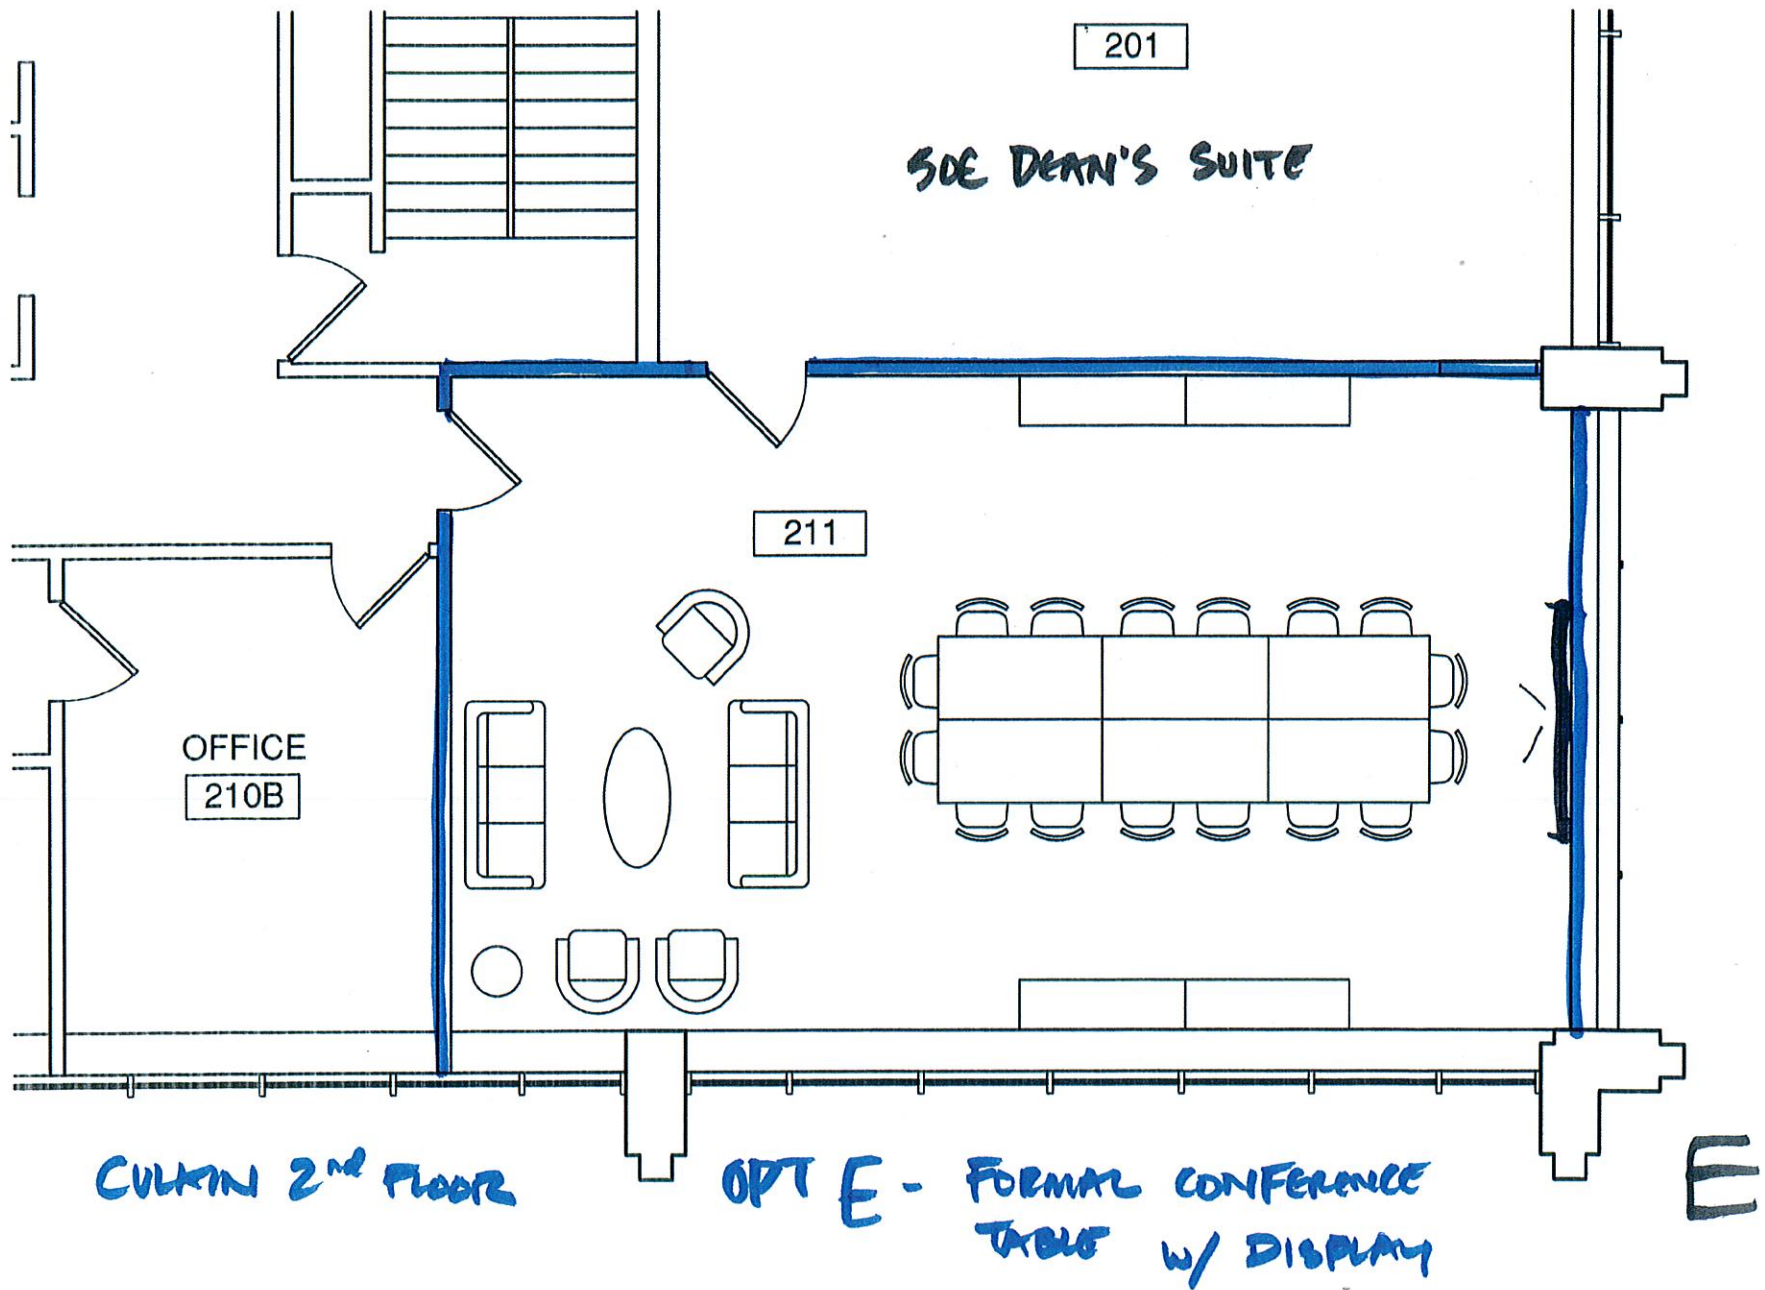 201
SOE DEAN'S SUITE
211
OFFICE
210B
CULKIN 2nd FLOOR
OPT E - FORMAL CONFERENCE
TABLE W/ DISPLAY
E